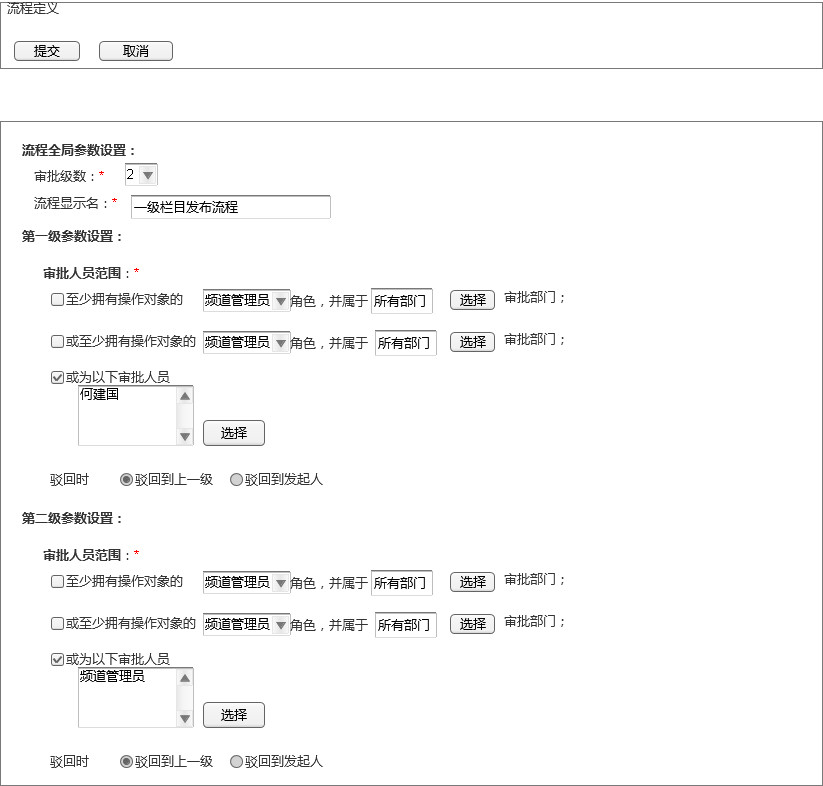 流程定义
提交 取消
流程全局参数设置：
审批级数：* 2
流程显示名：* 一级栏目发布流程
第一级参数设置：
审批人员范围：*
至少拥有操作对象的 频道管理员 角色，并属于 所有部门 选择 审批部门；
或至少拥有操作对象的 频道管理员 角色，并属于 所有部门 选择 审批部门；
或为以下审批人员
何建国
选择
驳回时 驳回到上一级 驳回到发起人
第二级参数设置：
审批人员范围：*
至少拥有操作对象的 频道管理员 角色，并属于 所有部门 选择 审批部门；
或至少拥有操作对象的 频道管理员 角色，并属于 所有部门 选择 审批部门；
或为以下审批人员
频道管理员
选择
驳回时 驳回到上一级 驳回到发起人